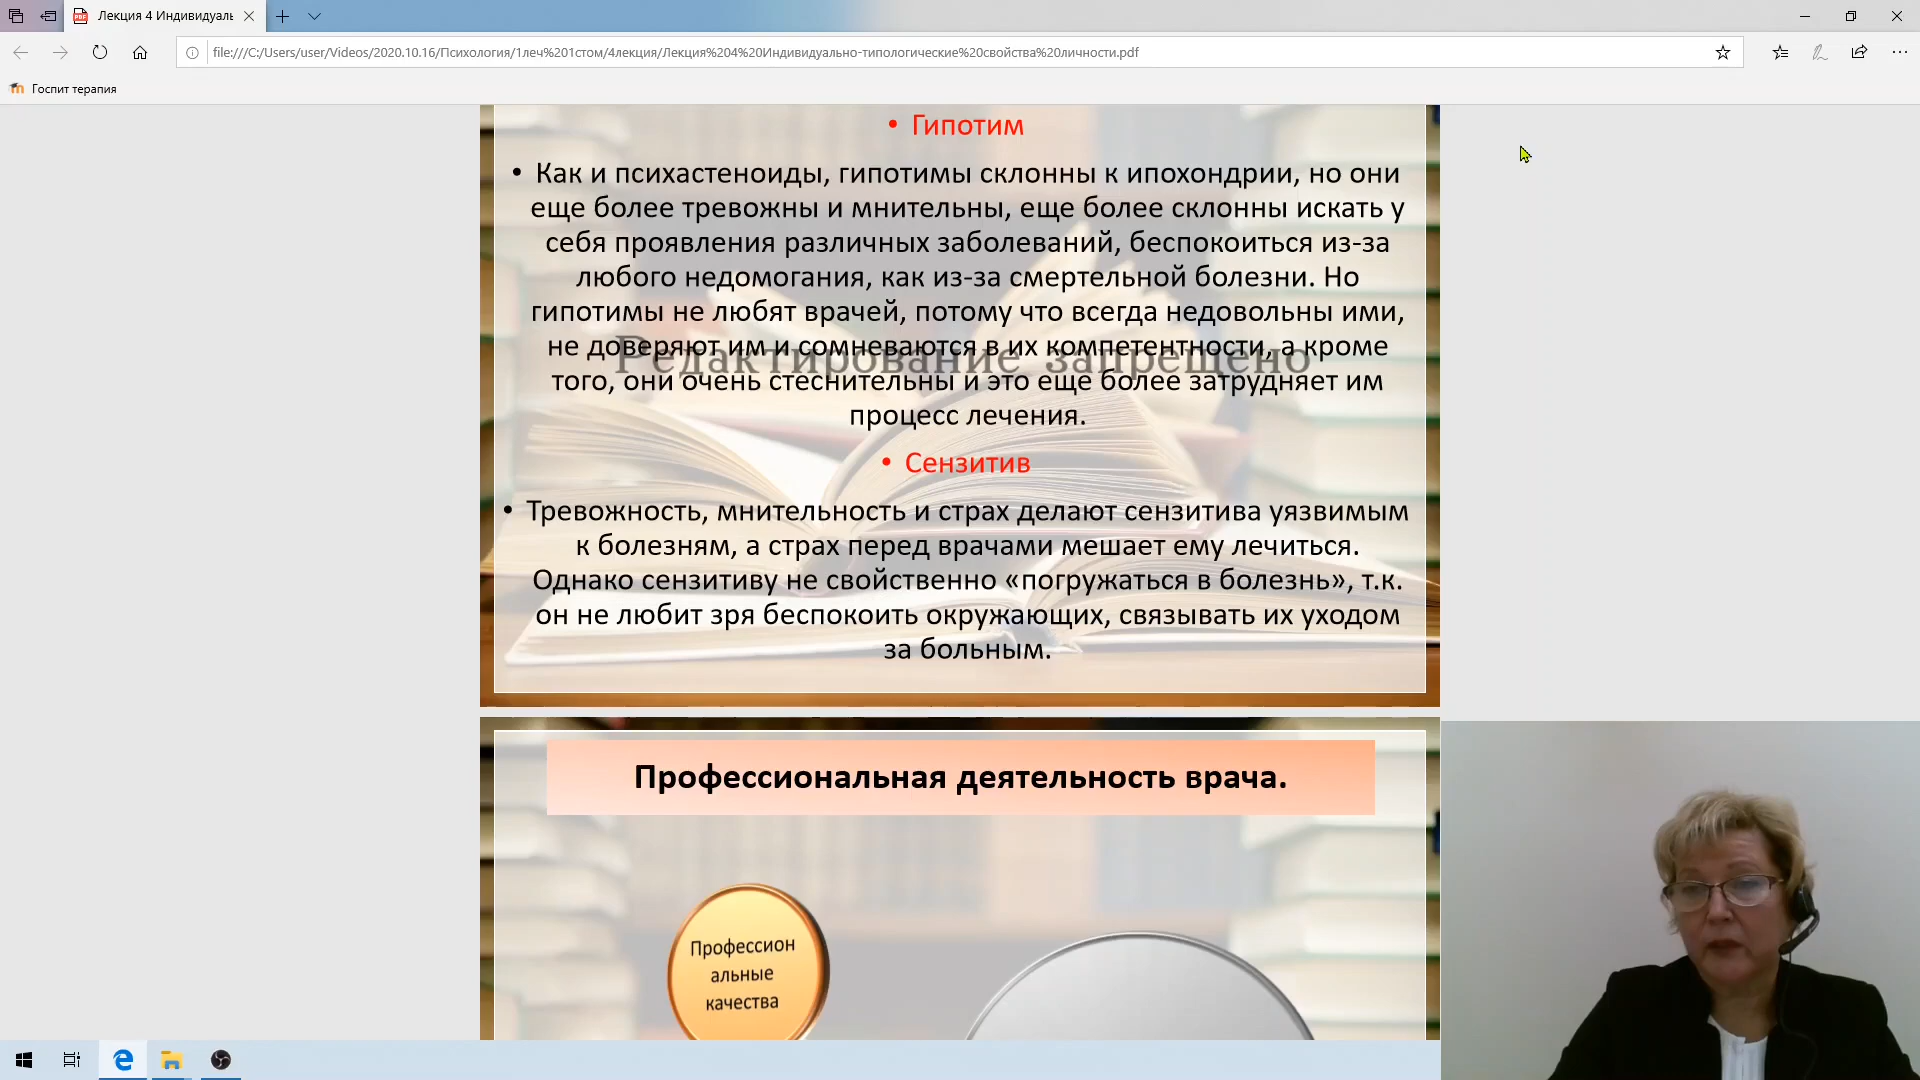 Лекция 4 Индивидуаль
file:///C:/Users/user/Videos/2020.10.16/Психология/1леч%201стом/4лекция/Лекция%204%20Индивидуально-типологические%20свойства%20личности.pdf
Госпит терапия
• Гипотим
• Как и психастеноиды, гипотимы склонны к ипохондрии, но они
еще более тревожны и мнительны, еще более склонны искать у
себя проявления различных заболеваний, беспокоиться из-за
любого недомогания, как из-за смертельной болезни. Но
гипотимы не любят врачей, потому что всегда недовольны ими,
не доверяют им и сомневаются в их компетентности, а кроме
Редактирование запрещено
того, они очень стеснительны и это еще более затрудняет им
процесс лечения.
• Сензитив
• Тревожность, мнительность и страх делают сензитива уязвимым
к болезням, а страх перед врачами мешает ему лечиться.
Однако сензитиву не свойственно «погружаться в болезнь», т.к.
он не любит зря беспокоить окружающих, связывать их уходом
за больным.
Профессиональная деятельность врача.
Профессион
альные
качества